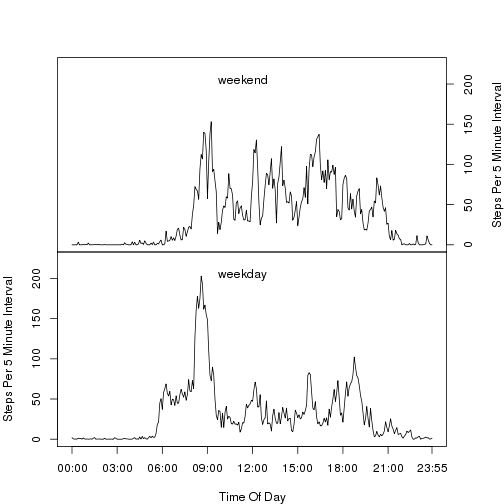 weekend
0 50 100 150 200
Steps Per 5 Minute Interval
weekday
0 50 100 150 200
Steps Per 5 Minute Interval
00:00 03:00 06:00 09:00 12:00 15:00 18:00 21:00 23:55
Time Of Day